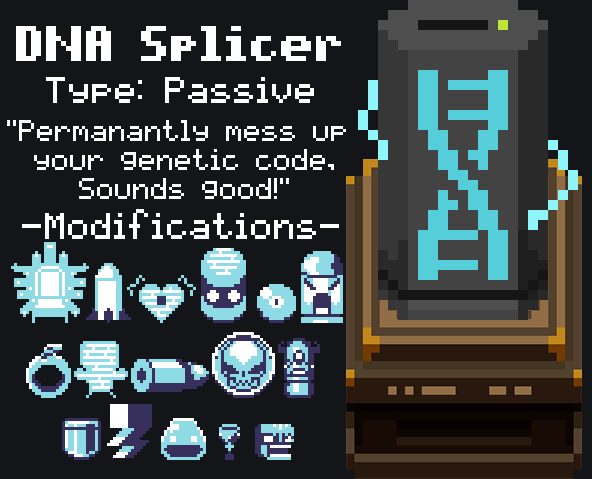 DNA Splicer
Type: Passive
"Permanantly mess up
your genetic code,
Sounds good!"
-Modifications-